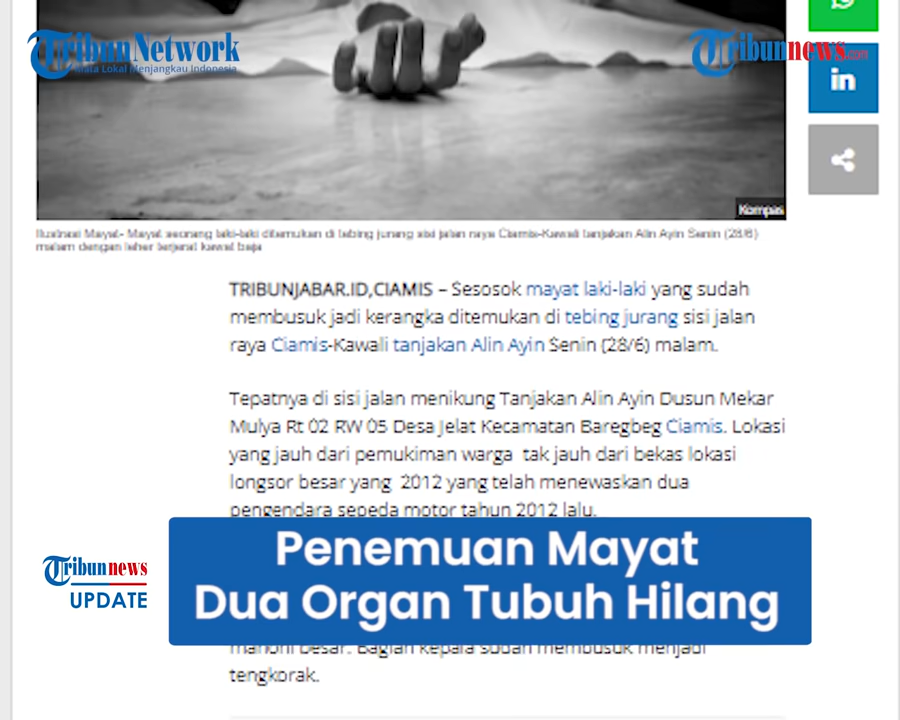 Tribun Network
Data Lokal Menjangkau Indonesia
Tribunnews.com
in
Kompas
Ilustrasi Mayat- Mayat seorang laki-laki ditemukan di tebing jurang sisi jalan raya Ciamis-Kawali tanjakan Alin Ayin Senin (28/6)
malam dengan leher terjerat kawat baja
TRIBUNJABAR.ID,CIAMIS – Sesosok mayat laki-laki yang sudah
membusuk jadi kerangka ditemukan di tebing jurang sisi jalan
raya Ciamis-Kawali tanjakan Alin Ayin Senin (28/6) malam.
Tepatnya di sisi jalan menikung Tanjakan Alin Ayin Dusun Mekar
Mulya Rt 02 RW 05 Desa Jelat Kecamatan Baregbeg Ciamis. Lokasi
yang jauh dari pemukiman warga tak jauh dari bekas lokasi
longsor besar yang 2012 yang telah menewaskan dua
pengendara sepeda motor tahun 2012 lalu.
Penemuan Mayat
Dua Organ Tubuh Hilang
Tribunnews
UPDATE
mahoni besar. Bagian kepala sudah membusuk menjadi
tengkorak.